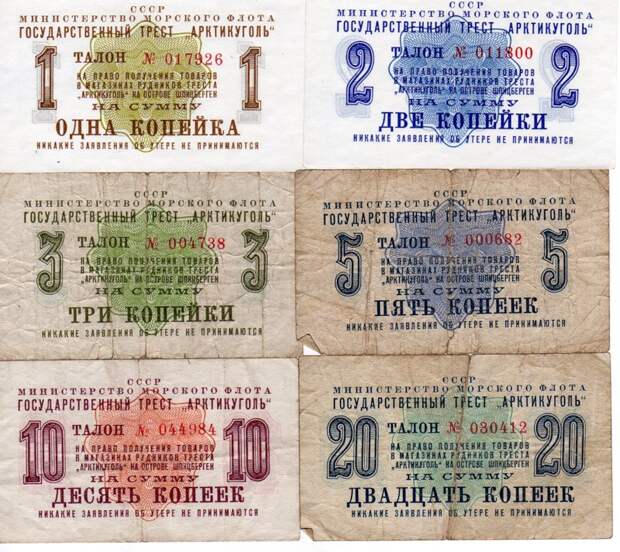 СССР
МИНИСТЕРСТВО МОРСКОГО ФЛОТА
ГОСУДАРСТВЕННЫЙ ТРЕСТ „АРКТИКУГОЛЬ“
1 ТАЛОН № 017926 1
НА ПРАВО ПОЛУЧЕНИЯ ТОВАРОВ
В МАГАЗИНАХ РУДНИКОВ ТРЕСТА
„АРКТИКУГОЛЬ“ НА ОСТРОВЕ ШПИЦБЕРГЕН
НА СУММУ
ОДНА КОПЕЙКА
НИКАКИЕ ЗАЯВЛЕНИЯ ОБ УТЕРЕ НЕ ПРИНИМАЮТСЯ
СССР
МИНИСТЕРСТВО МОРСКОГО ФЛОТА
ГОСУДАРСТВЕННЫЙ ТРЕСТ „АРКТИКУГОЛЬ“
2 ТАЛОН № 011800 2
НА ПРАВО ПОЛУЧЕНИЯ ТОВАРОВ
В МАГАЗИНАХ РУДНИКОВ ТРЕСТА
„АРКТИКУГОЛЬ“ НА ОСТРОВЕ ШПИЦБЕРГЕН
НА СУММУ
ДВЕ КОПЕЙКИ
НИКАКИЕ ЗАЯВЛЕНИЯ ОБ УТЕРЕ НЕ ПРИНИМАЮТСЯ
СССР
МИНИСТЕРСТВО МОРСКОГО ФЛОТА
ГОСУДАРСТВЕННЫЙ ТРЕСТ „АРКТИКУГОЛЬ“
3 ТАЛОН № 004738 3
НА ПРАВО ПОЛУЧЕНИЯ ТОВАРОВ
В МАГАЗИНАХ РУДНИКОВ ТРЕСТА
„АРКТИКУГОЛЬ“ НА ОСТРОВЕ ШПИЦБЕРГЕН
НА СУММУ
ТРИ КОПЕЙКИ
НИКАКИЕ ЗАЯВЛЕНИЯ ОБ УТЕРЕ НЕ ПРИНИМАЮТСЯ
СССР
МИНИСТЕРСТВО МОРСКОГО ФЛОТА
ГОСУДАРСТВЕННЫЙ ТРЕСТ „АРКТИКУГОЛЬ“
5 ТАЛОН № 000682 5
НА ПРАВО ПОЛУЧЕНИЯ ТОВАРОВ
В МАГАЗИНАХ РУДНИКОВ ТРЕСТА
„АРКТИКУГОЛЬ“ НА ОСТРОВЕ ШПИЦБЕРГЕН
НА СУММУ
ПЯТЬ КОПЕЕК
НИКАКИЕ ЗАЯВЛЕНИЯ ОБ УТЕРЕ НЕ ПРИНИМАЮТСЯ
СССР
МИНИСТЕРСТВО МОРСКОГО ФЛОТА
ГОСУДАРСТВЕННЫЙ ТРЕСТ „АРКТИКУГОЛЬ“
10 ТАЛОН № 044984 10
НА ПРАВО ПОЛУЧЕНИЯ ТОВАРОВ
В МАГАЗИНАХ РУДНИКОВ ТРЕСТА
„АРКТИКУГОЛЬ“ НА ОСТРОВЕ ШПИЦБЕРГЕН
НА СУММУ
ДЕСЯТЬ КОПЕЕК
НИКАКИЕ ЗАЯВЛЕНИЯ ОБ УТЕРЕ НЕ ПРИНИМАЮТСЯ
СССР
МИНИСТЕРСТВО МОРСКОГО ФЛОТА
ГОСУДАРСТВЕННЫЙ ТРЕСТ „АРКТИКУГОЛЬ“
20 ТАЛОН № 030412 20
НА ПРАВО ПОЛУЧЕНИЯ ТОВАРОВ
В МАГАЗИНАХ РУДНИКОВ ТРЕСТА
„АРКТИКУГОЛЬ“ НА ОСТРОВЕ ШПИЦБЕРГЕН
НА СУММУ
ДВАДЦАТЬ КОПЕЕК
НИКАКИЕ ЗАЯВЛЕНИЯ ОБ УТЕРЕ НЕ ПРИНИМАЮТСЯ